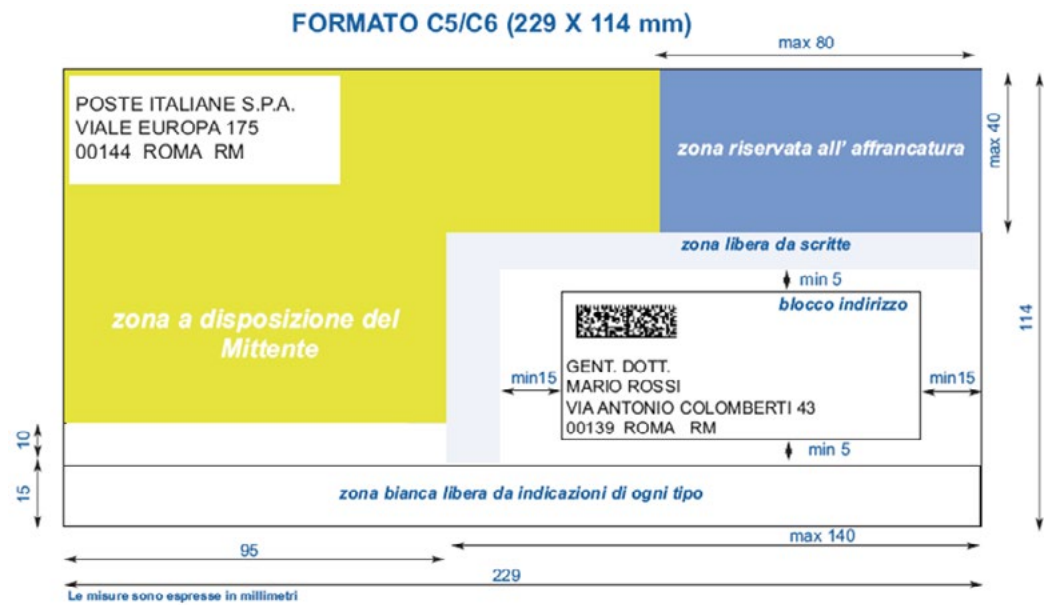 FORMATO C5/C6 (229 X 114 mm)
max 80
POSTE ITALIANE S.P.A.
VIALE EUROPA 175
00144 ROMA RM
zona riservata all' affrancatura
max 40
zona libera da scritte
min 5
blocco indirizzo
114
zona a disposizione del
Mittente
GENT. DOTT.
min15
MARIO ROSSI
min15
VIA ANTONIO COLOMBERTI 43
00139 ROMA RM
10
min 5
15
zona bianca libera da indicazioni di ogni tipo
max 140
95
229
Le misure sono espresse in millimetri